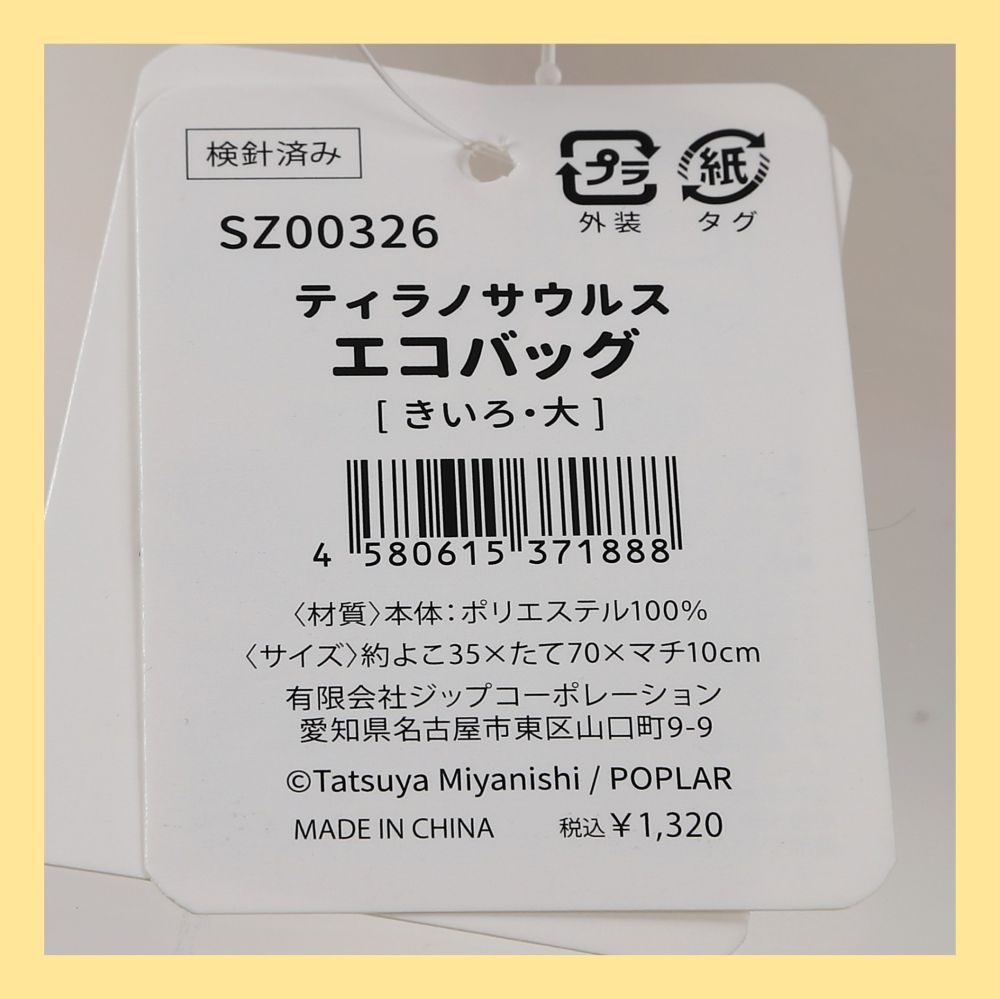 検針済み
プラ 紙
外装 タグ
SZ00326
ティラノサウルス
エコバッグ
[ きいろ・大 ]
4 580615 371888
〈材質〉本体:ポリエステル100%
〈サイズ〉約よこ35×たて70×マチ10cm
有限会社ジップコーポレーション
愛知県名古屋市東区山口町9-9
©Tatsuya Miyanishi / POPLAR
MADE IN CHINA 税込¥1,320